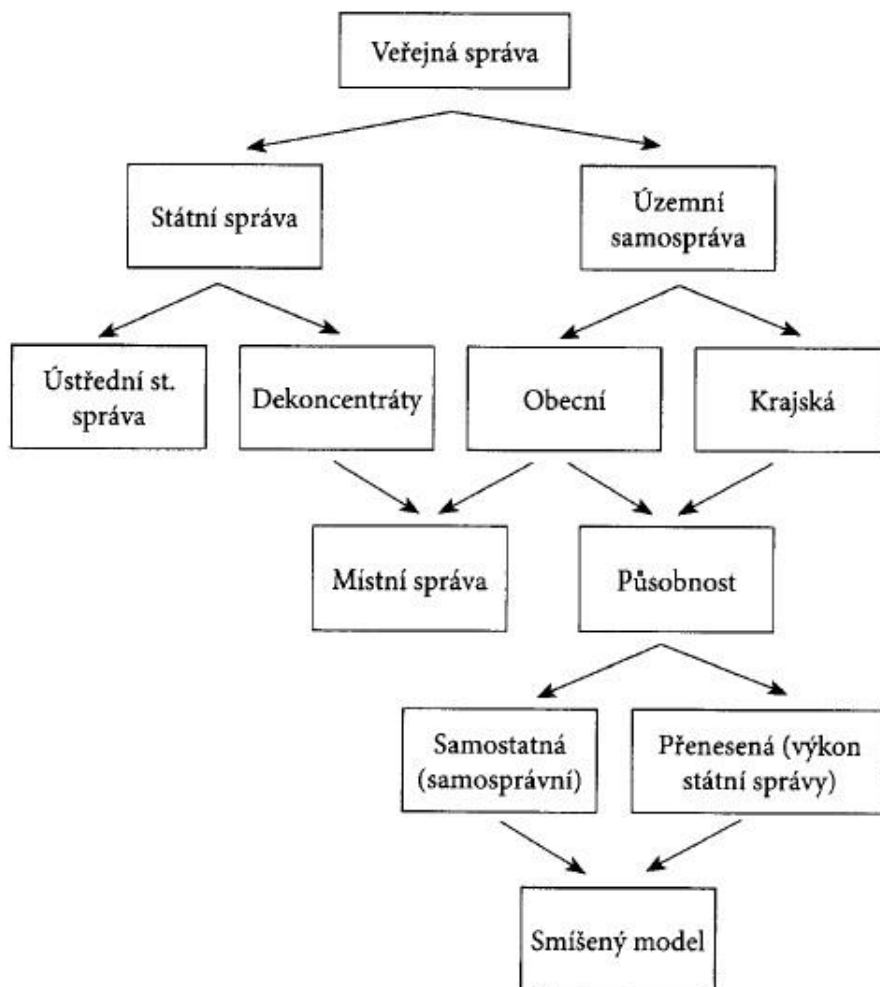 Veřejná správa
Státní správa
Územní
samospráva
Ústřední st.
správa
Dekoncentráty
Obecní
Krajská
Místní správa
Působnost
Samostatná
(samosprávní)
Přenesená (výkon
státní správy)
Smíšený model